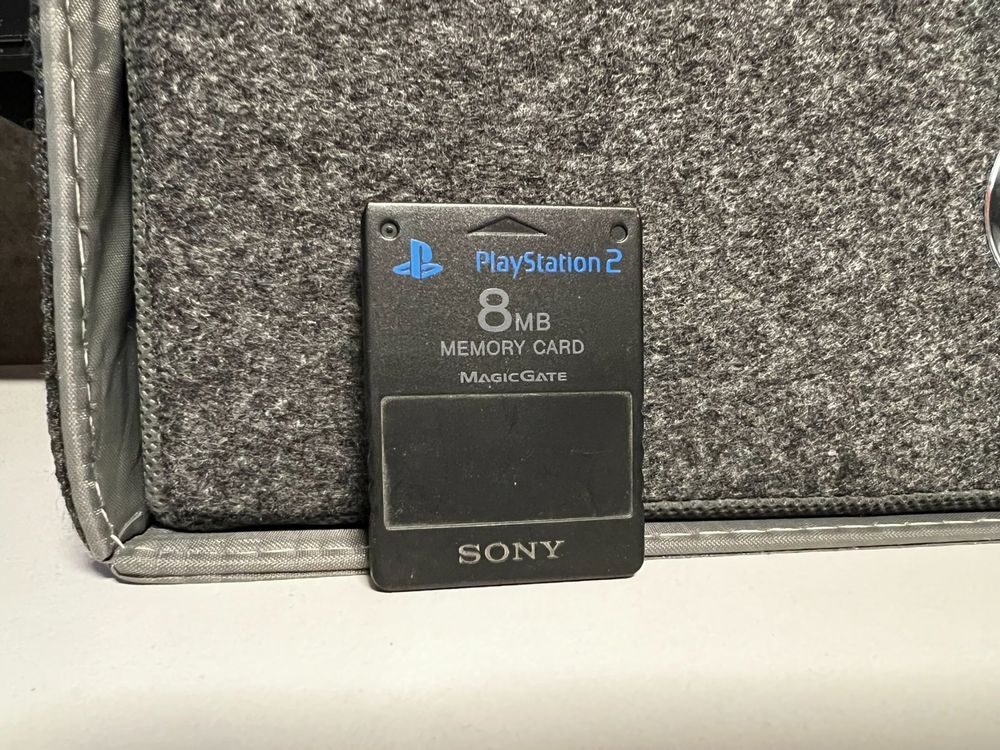 PlayStation 2
8MB
MEMORY CARD
MAGICGATE
SONY